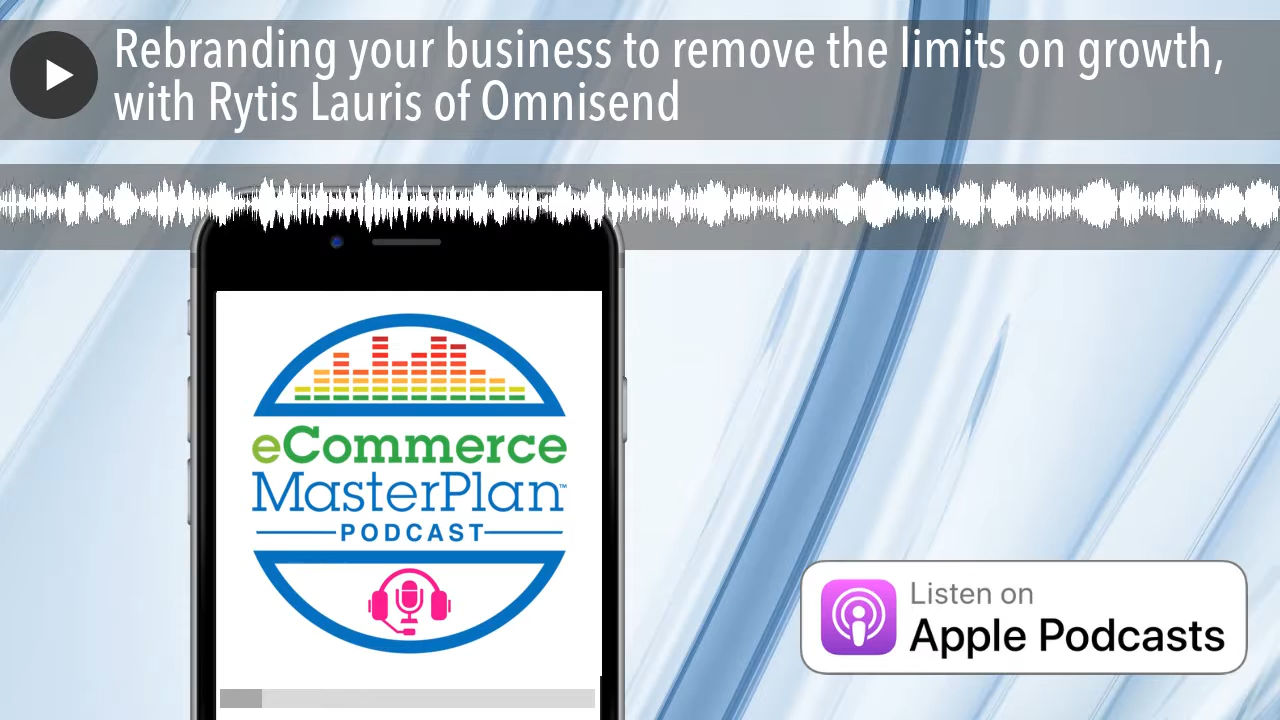 Rebranding your business to remove the limits on growth,
with Rytis Lauris of Omnisend
eCommerce
MasterPlan™
PODCAST
Listen on
Apple Podcasts